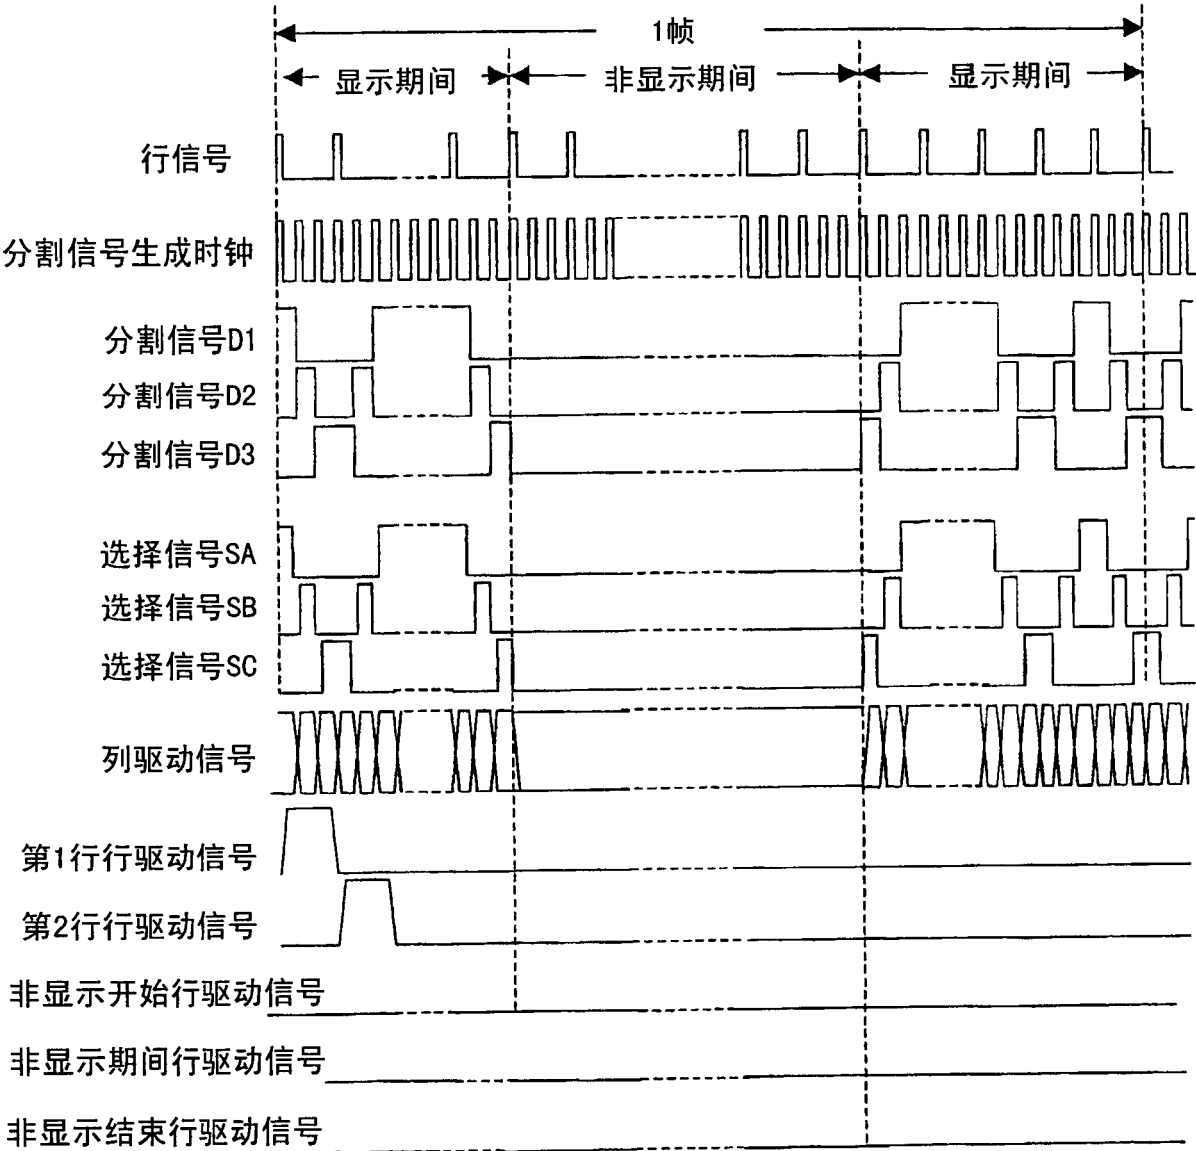 1帧
显示期间
非显示期间
显示期间
行信号
分割信号生成时钟
分割信号D1
分割信号D2
分割信号D3
选择信号SA
选择信号SB
选择信号SC
列驱动信号
第1行行驱动信号
第2行行驱动信号
非显示开始行驱动信号
非显示期间行驱动信号
非显示结束行驱动信号